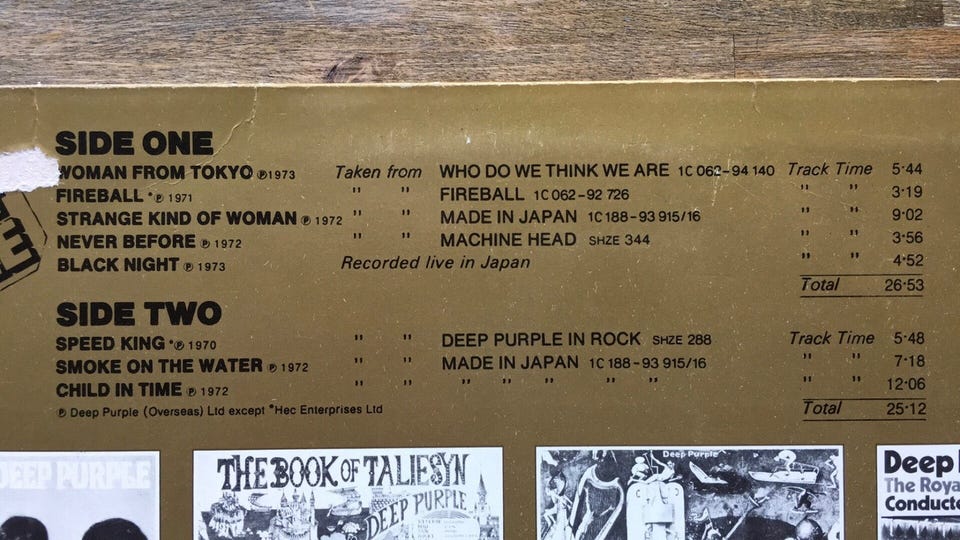 SIDE ONE
WOMAN FROM TOKYO ℗1973 Taken from WHO DO WE THINK WE ARE 1C 062-94 140 Track Time 5·44
FIREBALL *℗ 1971 " " FIREBALL 1C 062-92 726 " " 3·19
STRANGE KIND OF WOMAN ℗ 1972 " " MADE IN JAPAN 1C 188-93 915/16 " " 9·02
NEVER BEFORE ℗ 1972 " " MACHINE HEAD SHZE 344 " " 3·56
BLACK NIGHT ℗ 1973 Recorded live in Japan " " 4·52
Total 26·53
SIDE TWO
SPEED KING *℗ 1970 " " DEEP PURPLE IN ROCK SHZE 288 Track Time 5·48
SMOKE ON THE WATER ℗ 1972 " " MADE IN JAPAN 1C 188-93 915/16 " " 7·18
CHILD IN TIME ℗ 1972 " " " " " " " " " 12·06
℗ Deep Purple (Overseas) Ltd except *Hec Enterprises Ltd Total 25·12
DEEP PURPLE
THE BOOK OF TALIESYN
DEEP PURPLE
Deep Purple
Deep
The Roya
Conducte